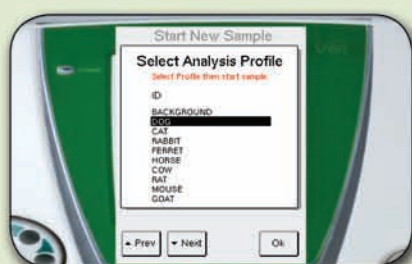 Start New Sample
Select Analysis Profile
Select Profile then start sample
ID
BACKGROUND
DOG
CAT
RABBIT
FERRET
HORSE
COW
RAT
MOUSE
GOAT
Prev
Next
Ok